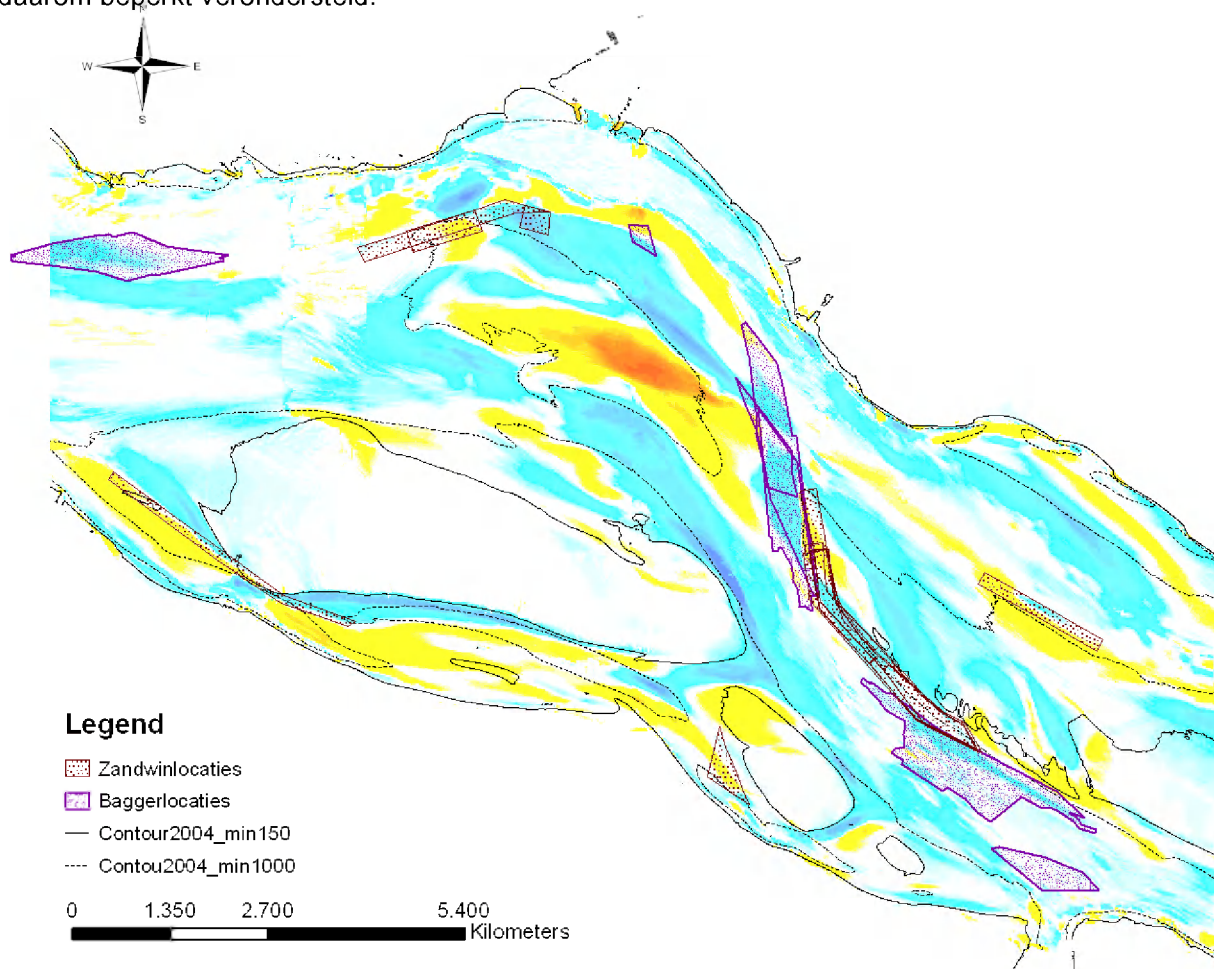 daarom beperkt verondersteld.
N
W E
S
Legend
Zandwinlocaties
Baggerlocaties
Contour2004_min150
Contou2004_min1000
0 1.350 2.700 5.400
Kilometers